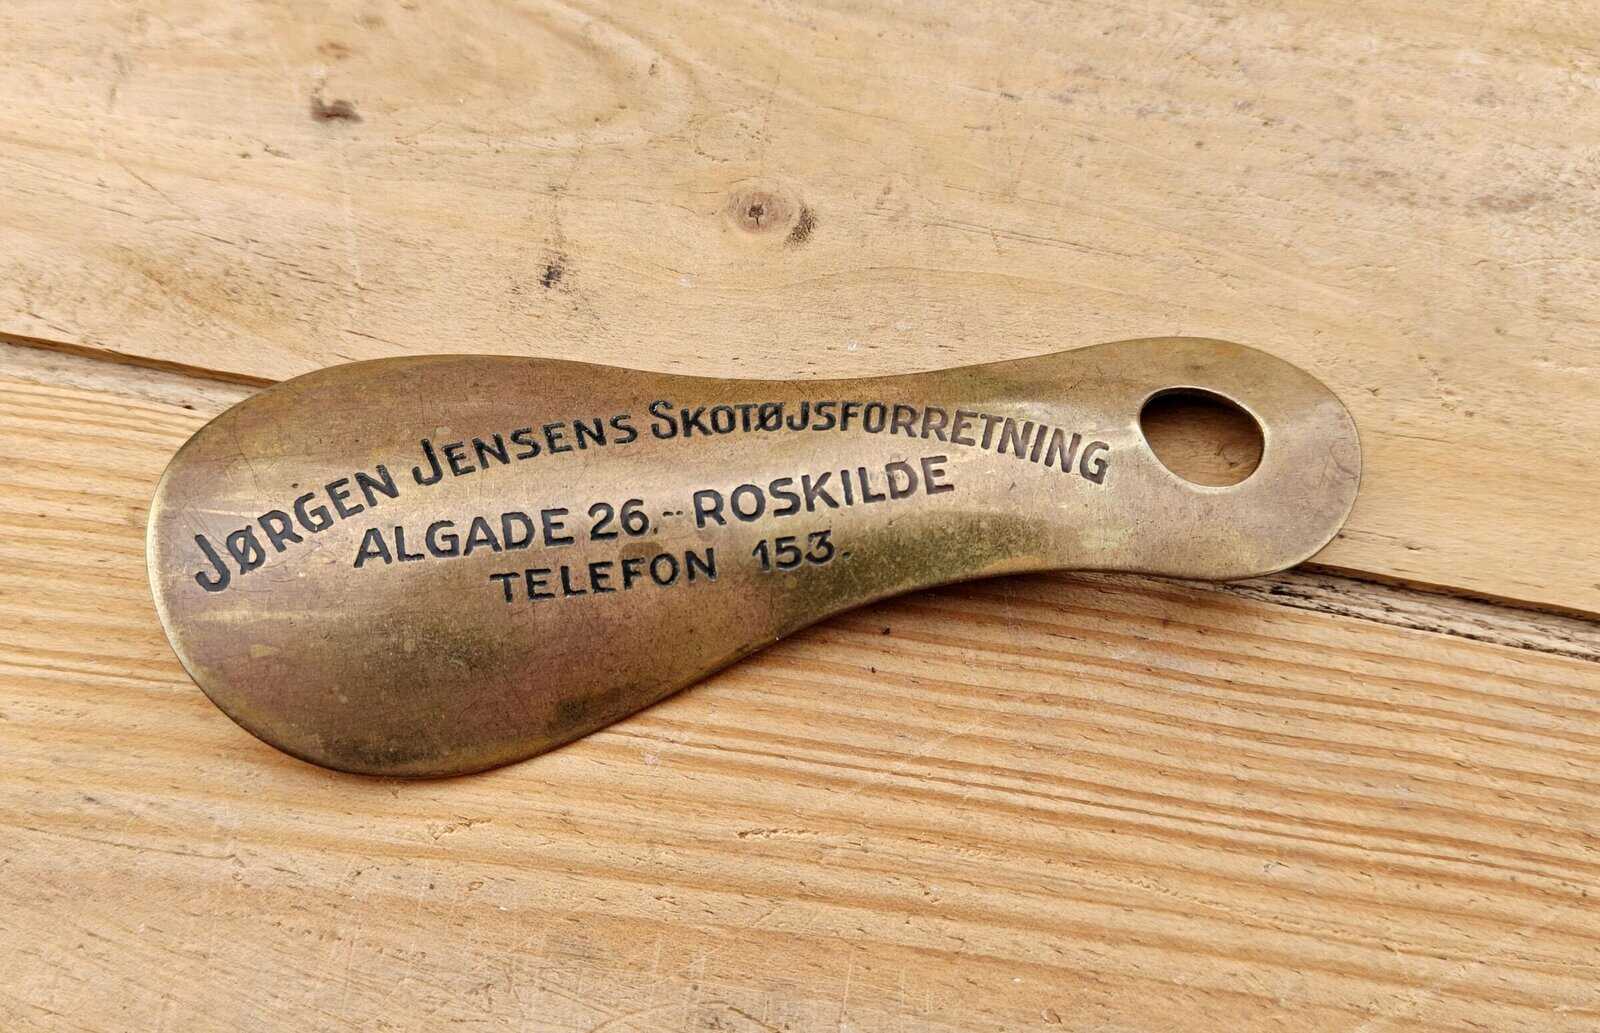 JØRGEN JENSENS SKOTØJSFORRETNING
ALGADE 26.-- ROSKILDE
TELEFON 153.